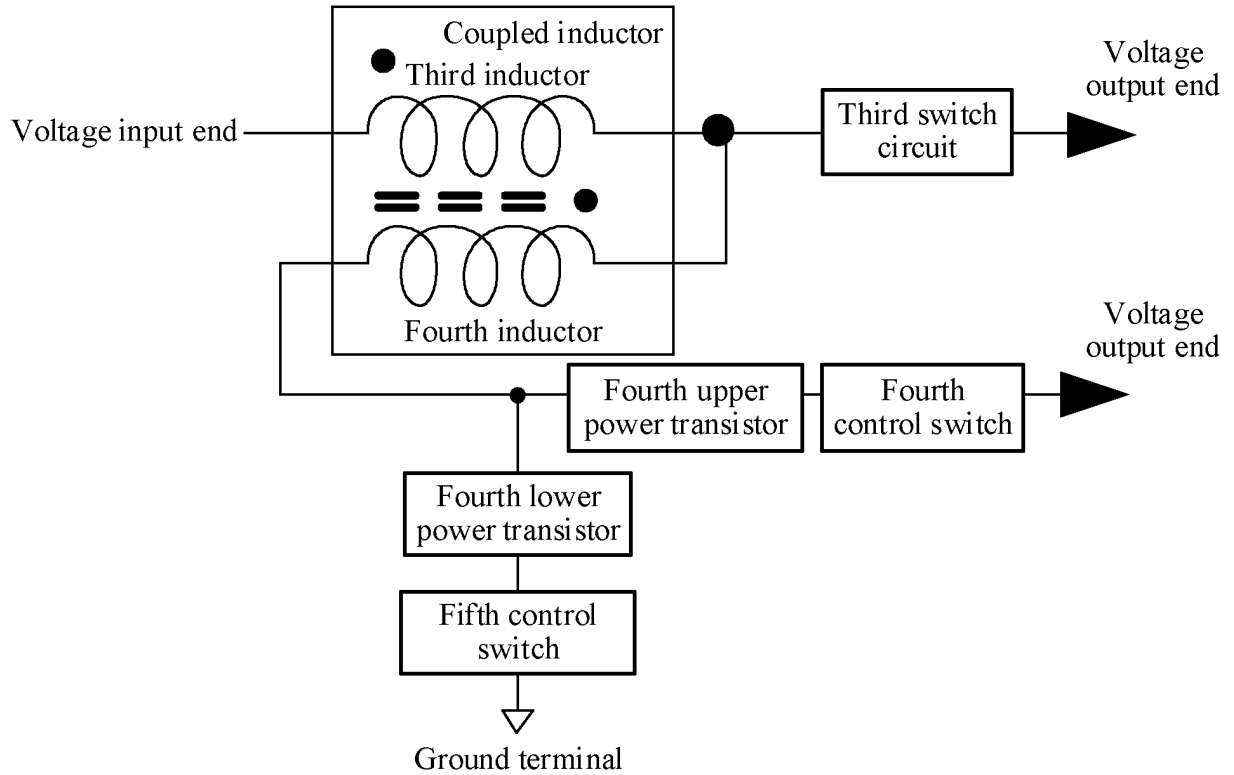 Coupled inductor
Third inductor
Voltage input end
Voltage
output end
Third switch
circuit
Fourth inductor
Voltage
output end
Fourth upper
power transistor
Fourth
control switch
Fourth lower
power transistor
Fifth control
switch
Ground terminal